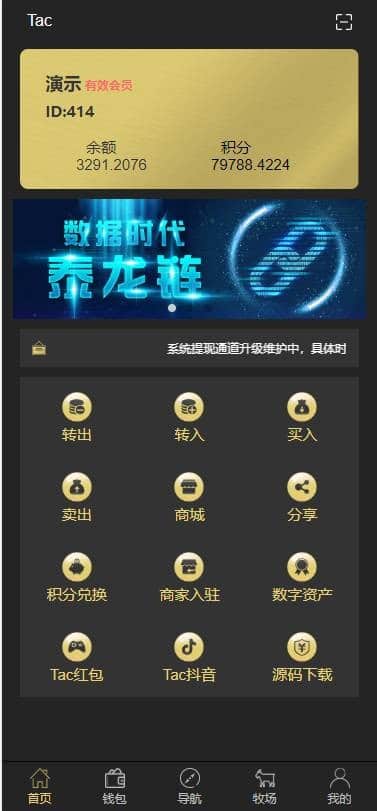 Tac
演示 有效会员
ID:414
余额 积分
3291.2076 79788.4224
数据时代
泰龙链
系统提现通道升级维护中，具体时
转出 转入 买入
卖出 商城 分享
积分兑换 商家入驻 数字资产
Tac红包 Tac抖音 源码下载
首页 钱包 导航 牧场 我的